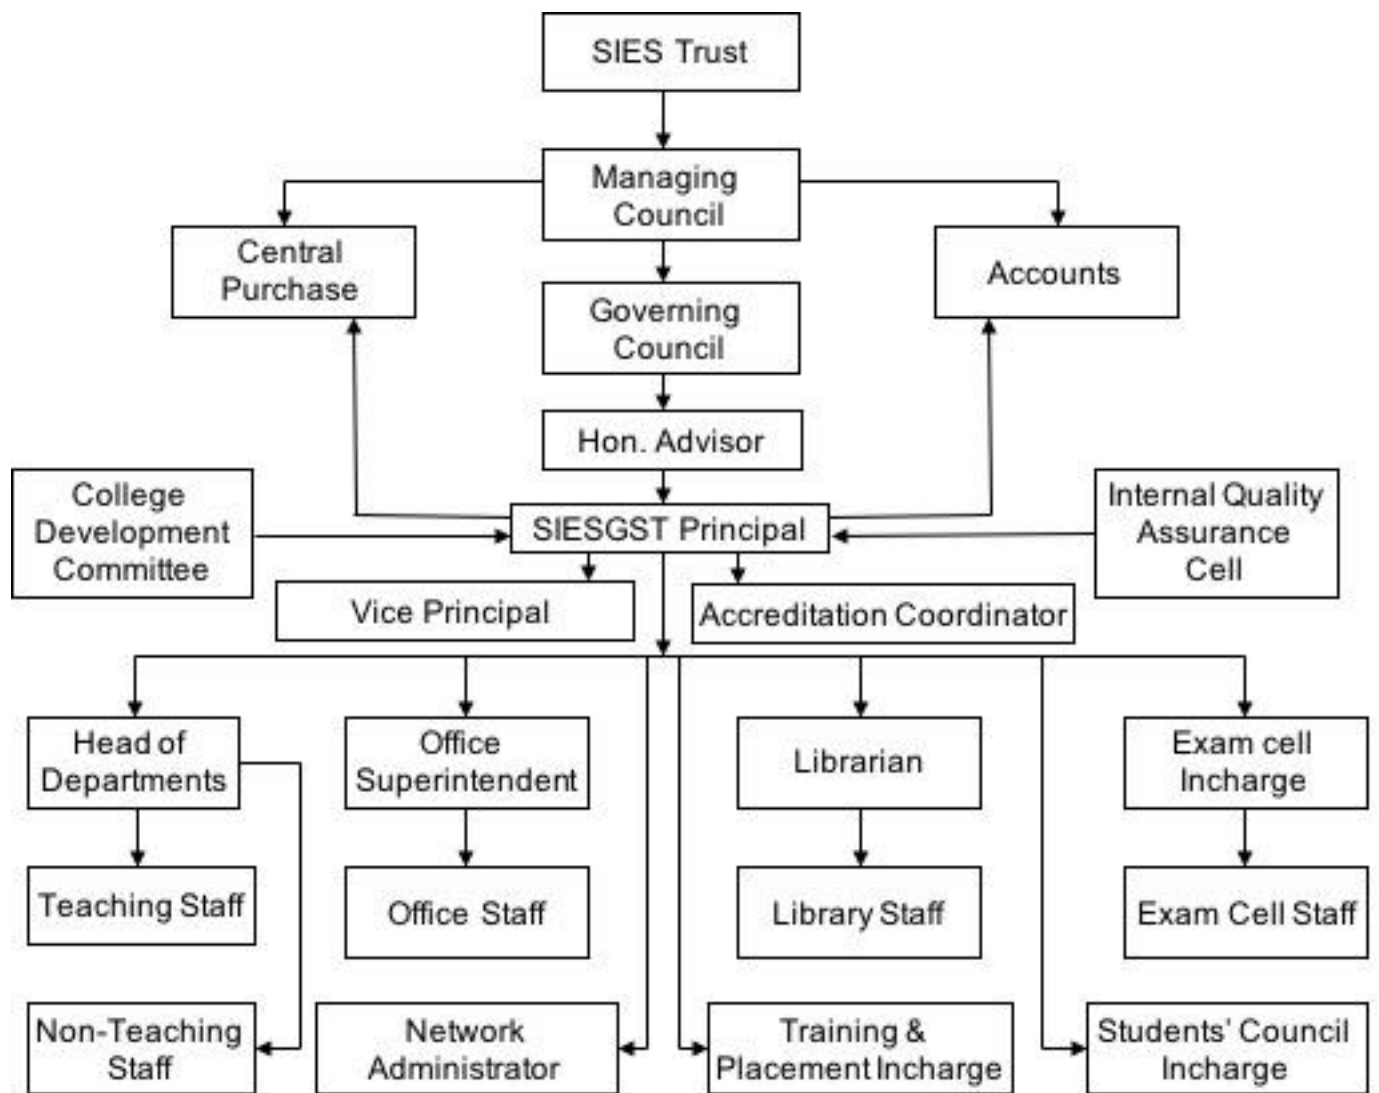 SIES Trust
Managing
Council
Central
Purchase
Accounts
Governing
Council
Hon. Advisor
College
Development
Committee
SIESGST Principal
Internal Quality
Assurance
Cell
Vice Principal
Accreditation Coordinator
Head of
Departments
Office
Superintendent
Librarian
Exam cell
Incharge
Teaching Staff
Office Staff
Library Staff
Exam Cell Staff
Non-Teaching
Staff
Network
Administrator
Training &
Placement Incharge
Students' Council
Incharge